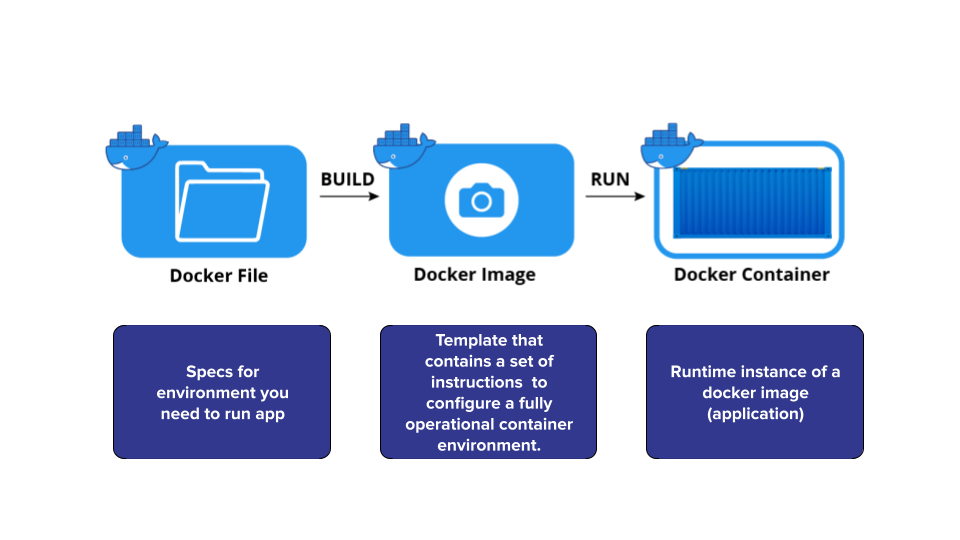 BUILD
RUN
Docker File
Docker Image
Docker Container
Specs for
environment you
need to run app
Template that
contains a set of
instructions to
configure a fully
operational container
environment.
Runtime instance of a
docker image
(application)